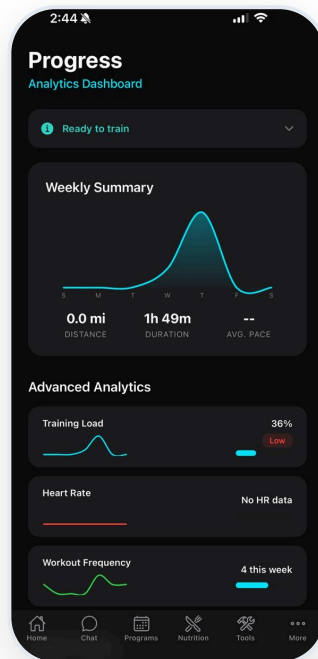 2:44
Progress
Analytics Dashboard
Ready to train
Weekly Summary
S M T W T F S
0.0 mi 1h 49m --
DISTANCE DURATION AVG. PACE
Advanced Analytics
Training Load 36%
Low
Heart Rate
No HR data
Workout Frequency
4 this week
Home Chat Programs Nutrition Tools More